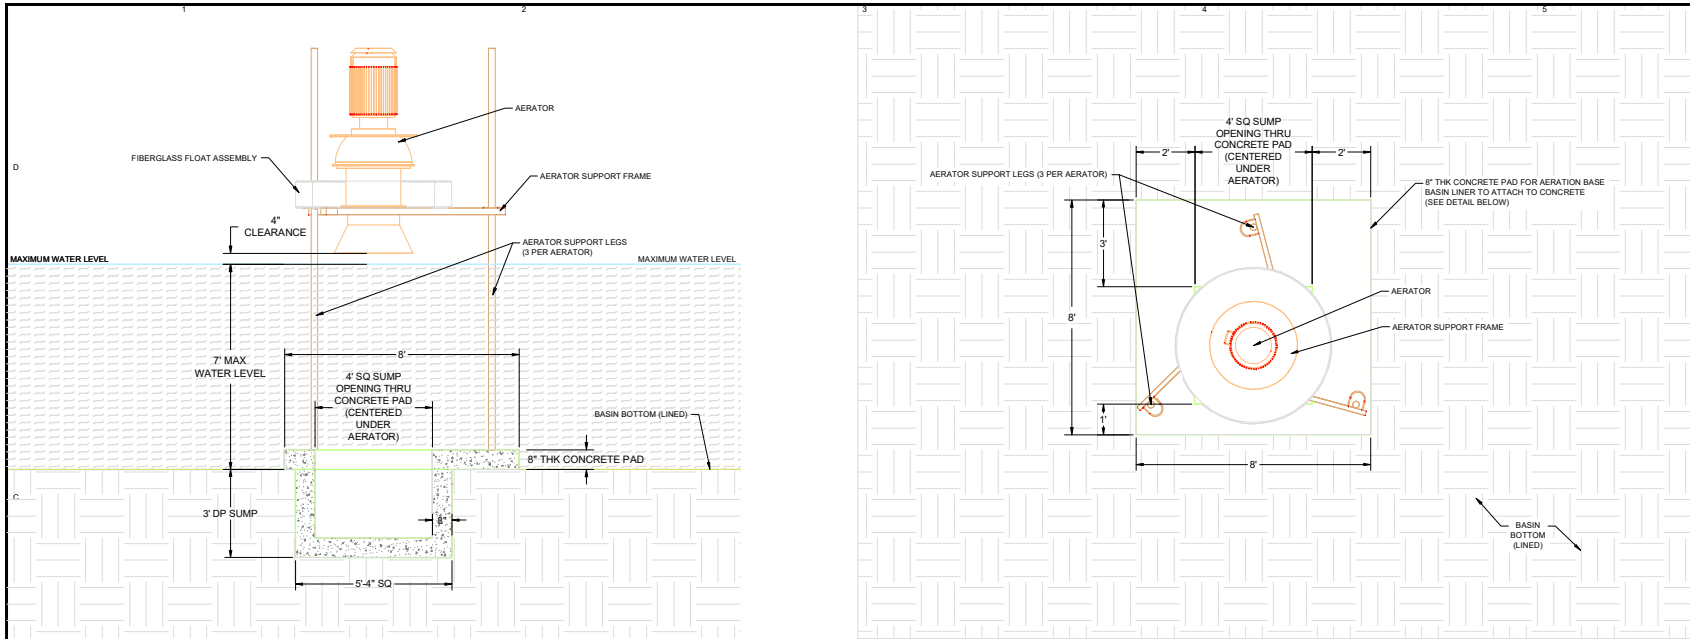 1
2
3
4
5
D
C
AERATOR
FIBERGLASS FLOAT ASSEMBLY
AERATOR SUPPORT FRAME
4"
CLEARANCE
AERATOR SUPPORT LEGS
(3 PER AERATOR)
MAXIMUM WATER LEVEL
MAXIMUM WATER LEVEL
8'
7' MAX
WATER LEVEL
4' SQ SUMP
OPENING THRU
CONCRETE PAD
(CENTERED
UNDER
AERATOR)
BASIN BOTTOM (LINED)
8" THK CONCRETE PAD
3' DP SUMP
8"
5'-4" SQ
4' SQ SUMP
OPENING THRU
CONCRETE PAD
(CENTERED
UNDER
AERATOR)
2'
2'
AERATOR SUPPORT LEGS (3 PER AERATOR)
8" THK CONCRETE PAD FOR AERATION BASE
BASIN LINER TO ATTACH TO CONCRETE
(SEE DETAIL BELOW)
3'
8'
AERATOR
AERATOR SUPPORT FRAME
1'
8'
BASIN
BOTTOM
(LINED)